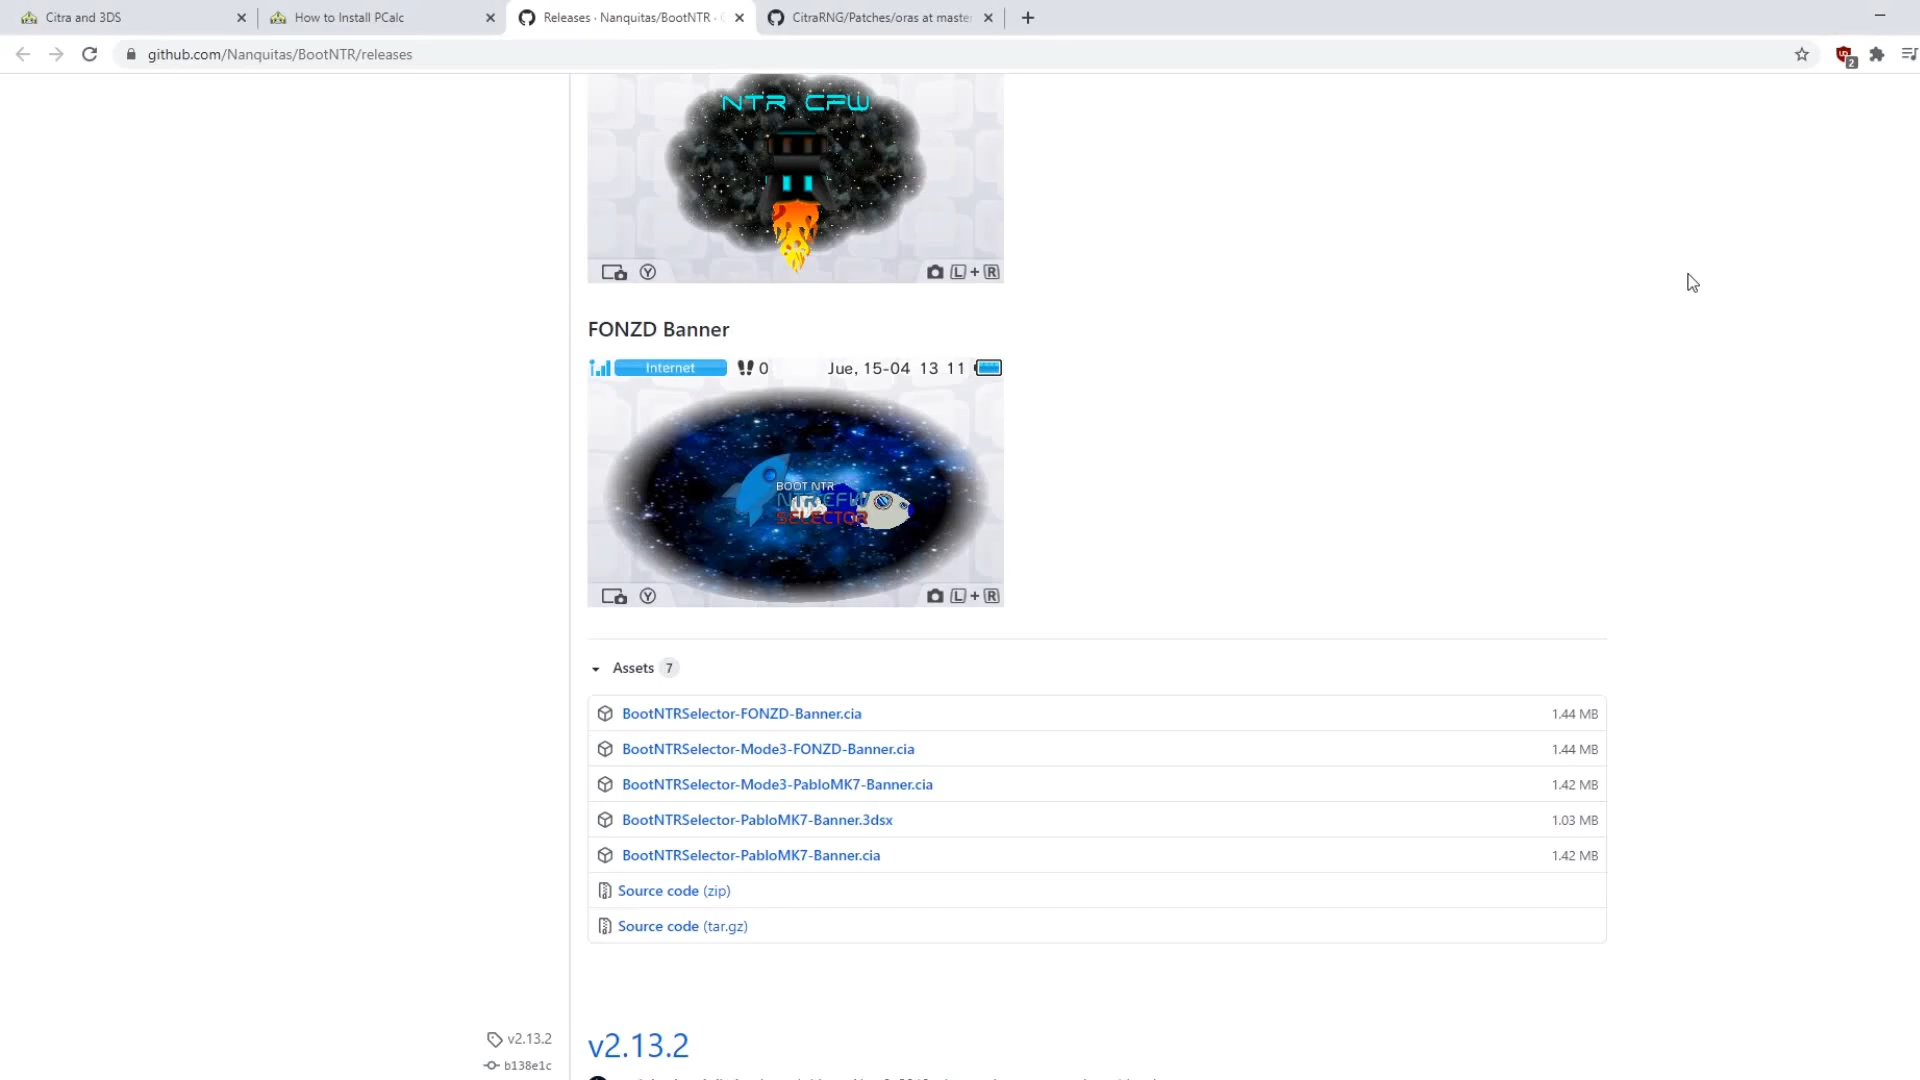 Citra and 3DS
How to Install PCalc
Releases · Nanquitas/BootNTR ·
CitraRNG/Patches/oras at master
github.com/Nanquitas/BootNTR/releases
2
NTR CFW
Y
L + R
FONZD Banner
Internet
0
Jue, 15-04 13 11
BOOT NTR
NTR CFW
SELECTOR
Y
L + R
Assets 7
BootNTRSelector-FONZD-Banner.cia 1.44 MB
BootNTRSelector-Mode3-FONZD-Banner.cia 1.44 MB
BootNTRSelector-Mode3-PabloMK7-Banner.cia 1.42 MB
BootNTRSelector-PabloMK7-Banner.3dsx 1.03 MB
BootNTRSelector-PabloMK7-Banner.cia 1.42 MB
Source code (zip)
Source code (tar.gz)
v2.13.2
b138e1c
v2.13.2